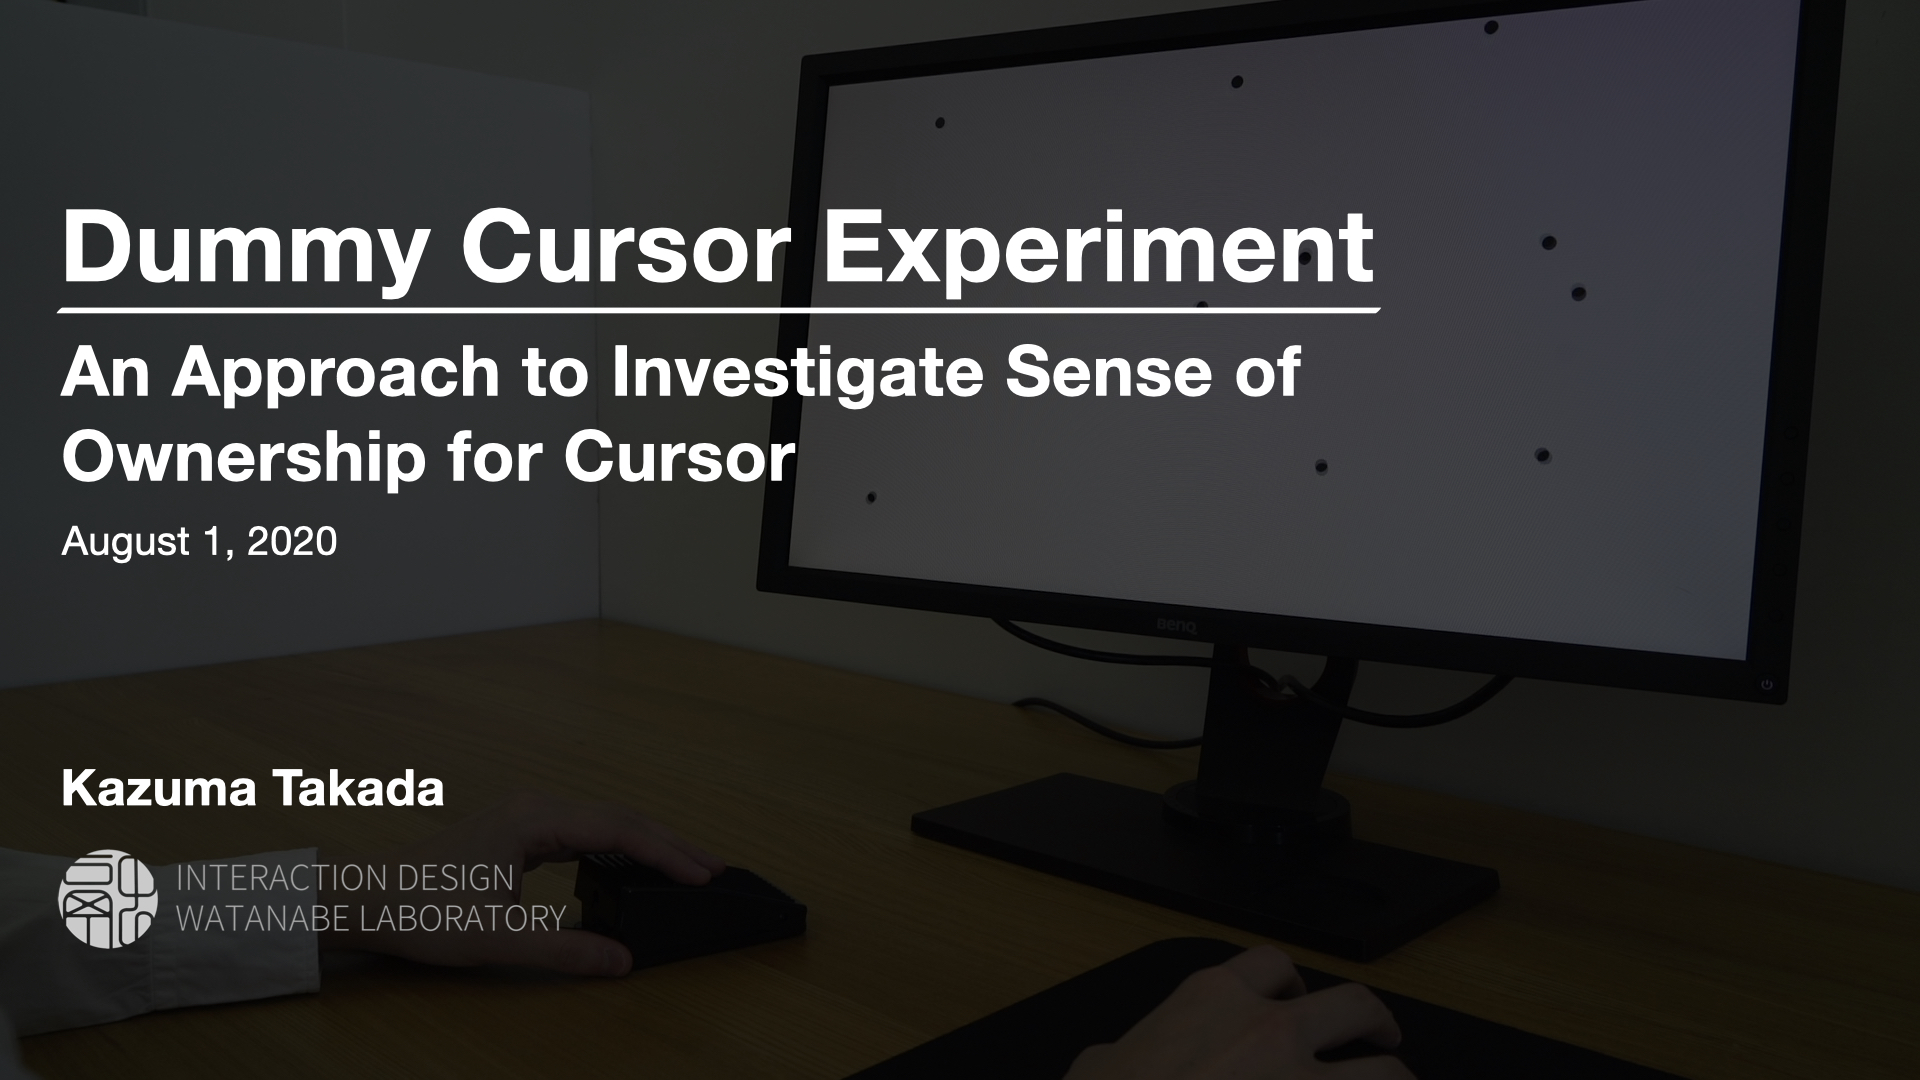 Dummy Cursor Experiment
An Approach to Investigate Sense of
Ownership for Cursor
August 1, 2020
BenQ
Kazuma Takada
INTERACTION DESIGN
WATANABE LABORATORY